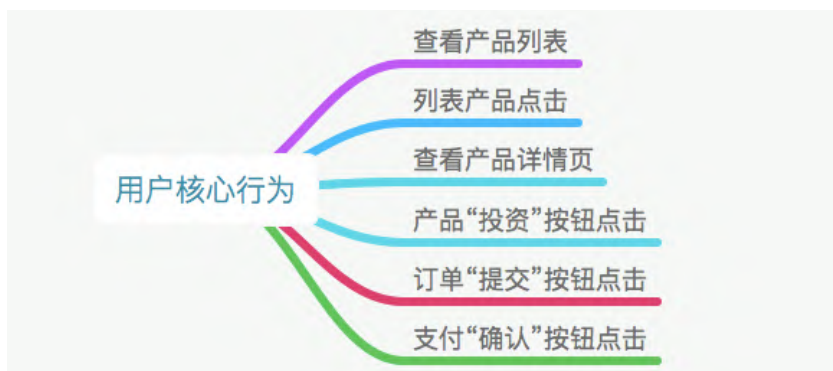 查看产品列表
列表产品点击
查看产品详情页
用户核心行为
产品“投资”按钮点击
订单“提交”按钮点击
支付“确认”按钮点击